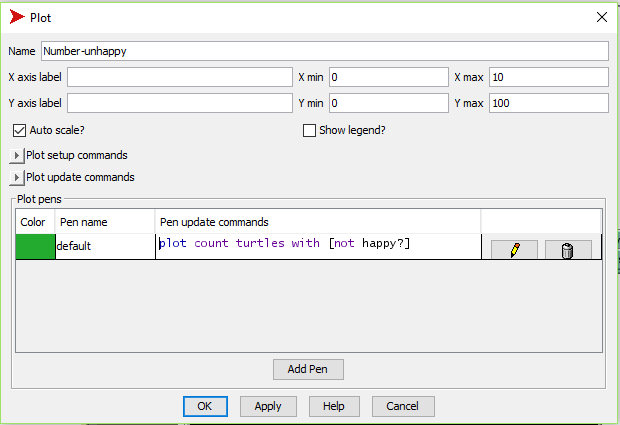 Plot
Name Number-unhappy
X axis label X min 0 X max 10
Y axis label Y min 0 Y max 100
Auto scale? Show legend?
Plot setup commands
Plot update commands
Plot pens
Color Pen name Pen update commands
default plot count turtles with [not happy?]
Add Pen
OK Apply Help Cancel